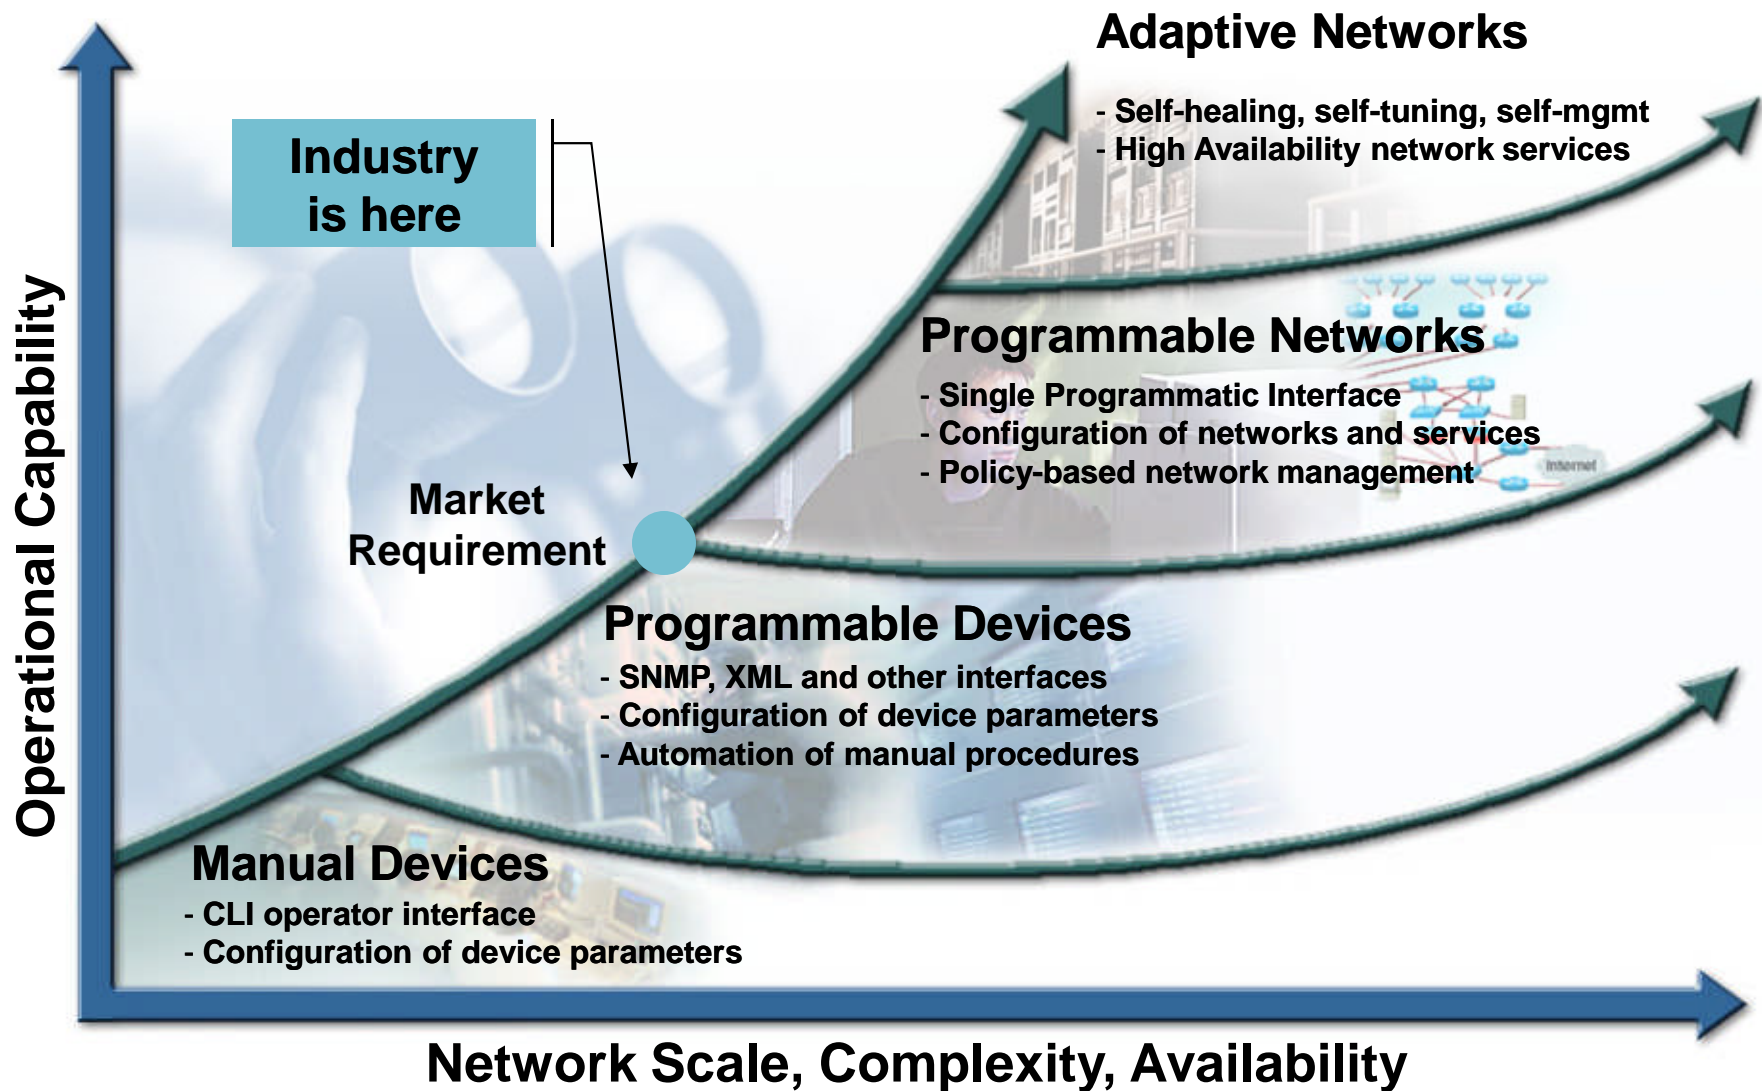 Adaptive Networks
- Self-healing, self-tuning, self-mgmt
- High Availability network services
Industry
is here
Programmable Networks
- Single Programmatic Interface
- Configuration of networks and services
- Policy-based network management
Internet
Market
Requirement
Programmable Devices
- SNMP, XML and other interfaces
- Configuration of device parameters
- Automation of manual procedures
Manual Devices
- CLI operator interface
- Configuration of device parameters
Operational Capability
Network Scale, Complexity, Availability